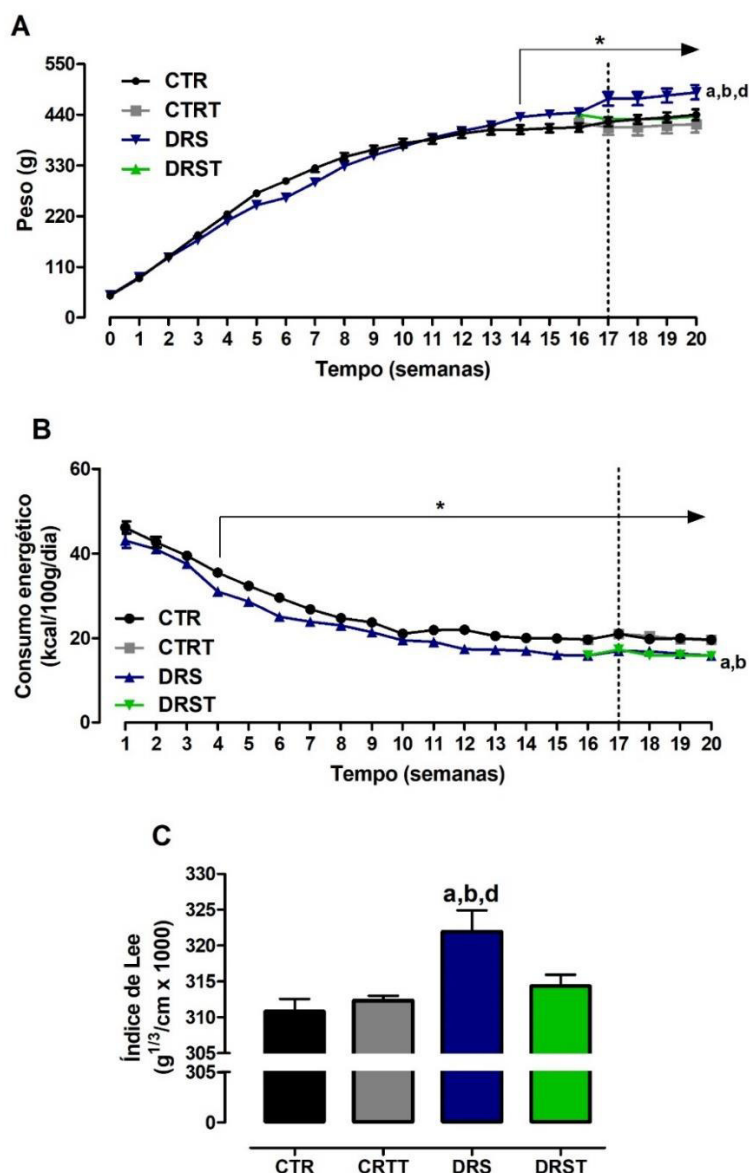 A
550
440
330
220
110
0
Peso (g)
CTR
CTRT
DRS
DRST
*
a,b,d
0 1 2 3 4 5 6 7 8 9 10 11 12 13 14 15 16 17 18 19 20
Tempo (semanas)
B
60
40
20
0
Consumo energético
(kcal/100g/dia)
*
CTR
CTRT
DRS
DRST
a,b
1 2 3 4 5 6 7 8 9 10 11 12 13 14 15 16 17 18 19 20
Tempo (semanas)
C
330
325
320
315
310
305
305
0
Índice de Lee
(g1/3/cm x 1000)
a,b,d
CTR CRTT DRS DRST